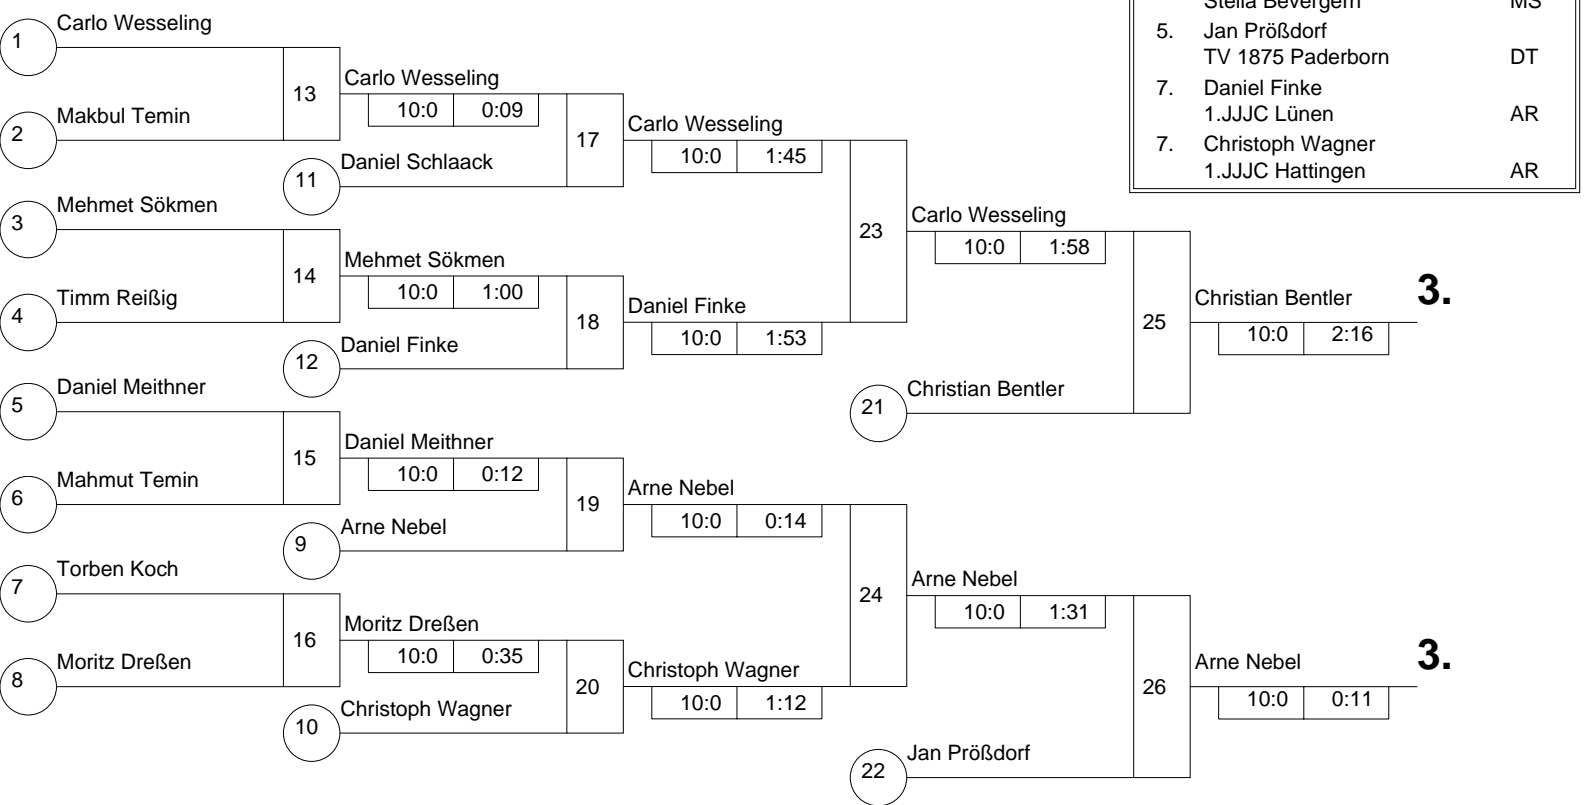 Stella Bevergern MS
5. Jan Prößdorf
TV 1875 Paderborn DT
7. Daniel Finke
1.JJJC Lünen AR
7. Christoph Wagner
1.JJJC Hattingen AR
1 Carlo Wesseling
2 Makbul Temin
13 Carlo Wesseling
10:0 0:09
11 Daniel Schlaack
17 Carlo Wesseling
10:0 1:45
3 Mehmet Sökmen
4 Timm Reißig
14 Mehmet Sökmen
10:0 1:00
12 Daniel Finke
18 Daniel Finke
10:0 1:53
23 Carlo Wesseling
10:0 1:58
21 Christian Bentler
25 Christian Bentler 3.
10:0 2:16
5 Daniel Meithner
6 Mahmut Temin
15 Daniel Meithner
10:0 0:12
9 Arne Nebel
19 Arne Nebel
10:0 0:14
7 Torben Koch
8 Moritz Dreßen
16 Moritz Dreßen
10:0 0:35
10 Christoph Wagner
20 Christoph Wagner
10:0 1:12
24 Arne Nebel
10:0 1:31
22 Jan Prößdorf
26 Arne Nebel 3.
10:0 0:11